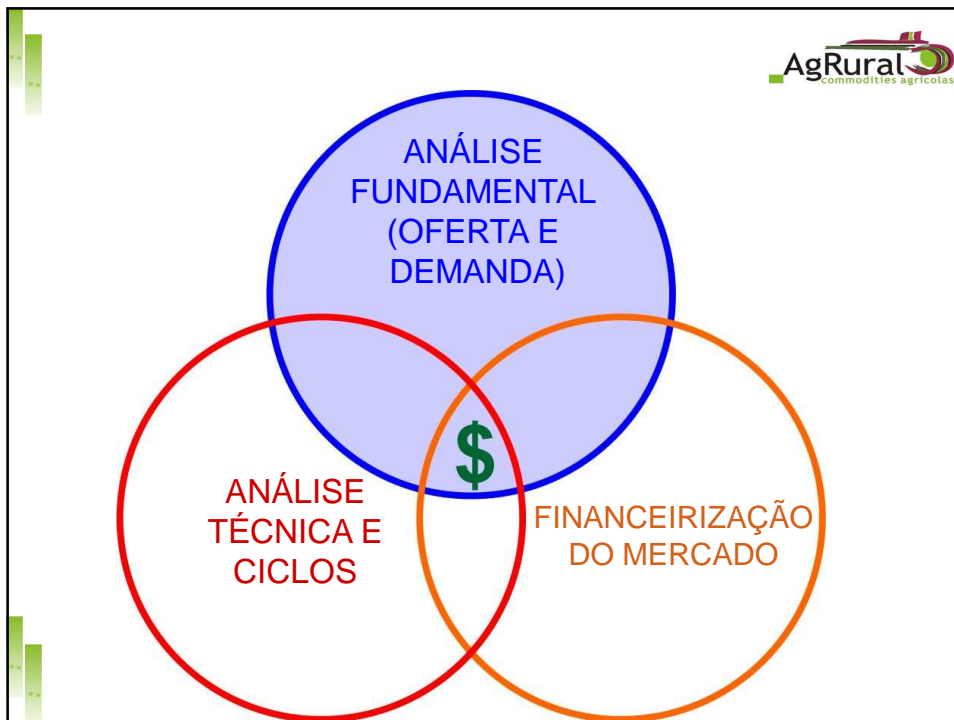 AgRural
commodities agrícolas
ANÁLISE
FUNDAMENTAL
(OFERTA E
DEMANDA)
$
ANÁLISE
TÉCNICA E
CICLOS
FINANCEIRIZAÇÃO
DO MERCADO